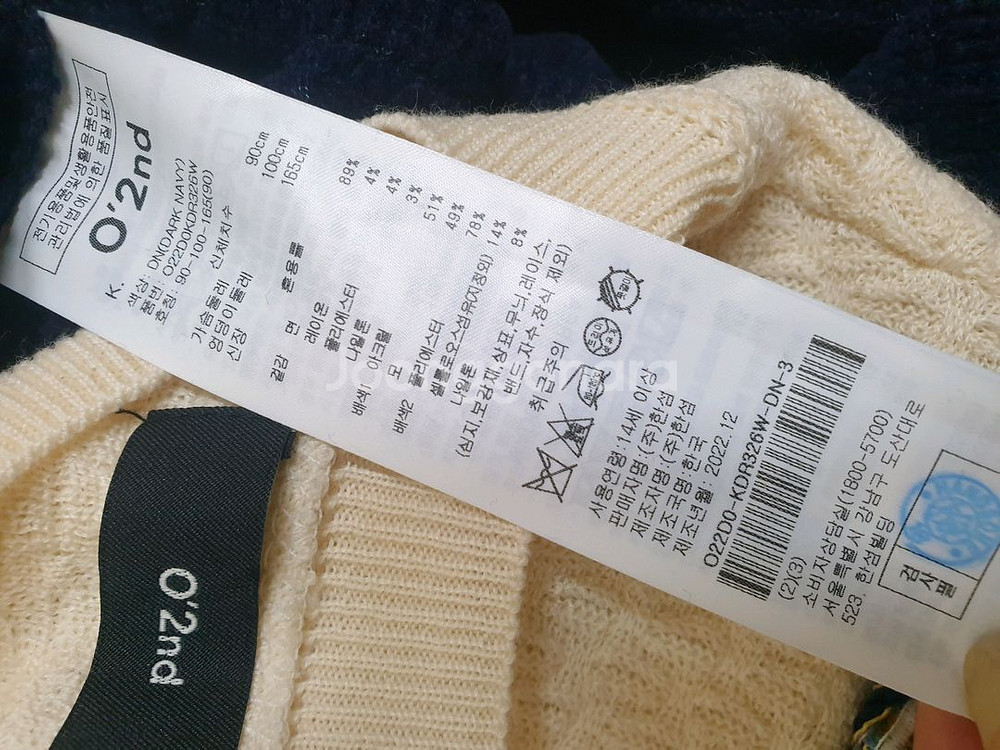 전기용품및생활용품안전
관리법에 의한 품질표시
O'2nd
K.
색상: DN(DARK NAVY)
품번: O22D0KDR326W
호칭: 90-100-165(90)
신체치수
가슴둘레 90cm
엉덩이둘레 100cm
신장 165cm
혼용률
겉감 면 89%
레이온 4%
폴리에스터 4%
나일론 3%
배색1 아크릴 51%
모 49%
배색2 폴리에스터 78%
셀룰로오스섬유(지정외) 14%
나일론 8%
(심지,보강재,상표,무늬,레이스,
밴드,자수,장식 제외)
취급주의
드라이
사용연령:14세 이상
판매자명:(주)한섬
제조자명:(주)한섬
제조국명:한국
제조년월: 2022.12
O22D0-KDR326W-DN-3
(2)(3)
소비자상담실(1800-5700)
서울특별시 강남구 도산대로
523, 한섬빌딩
검사필
O'2nd
Joonggonara